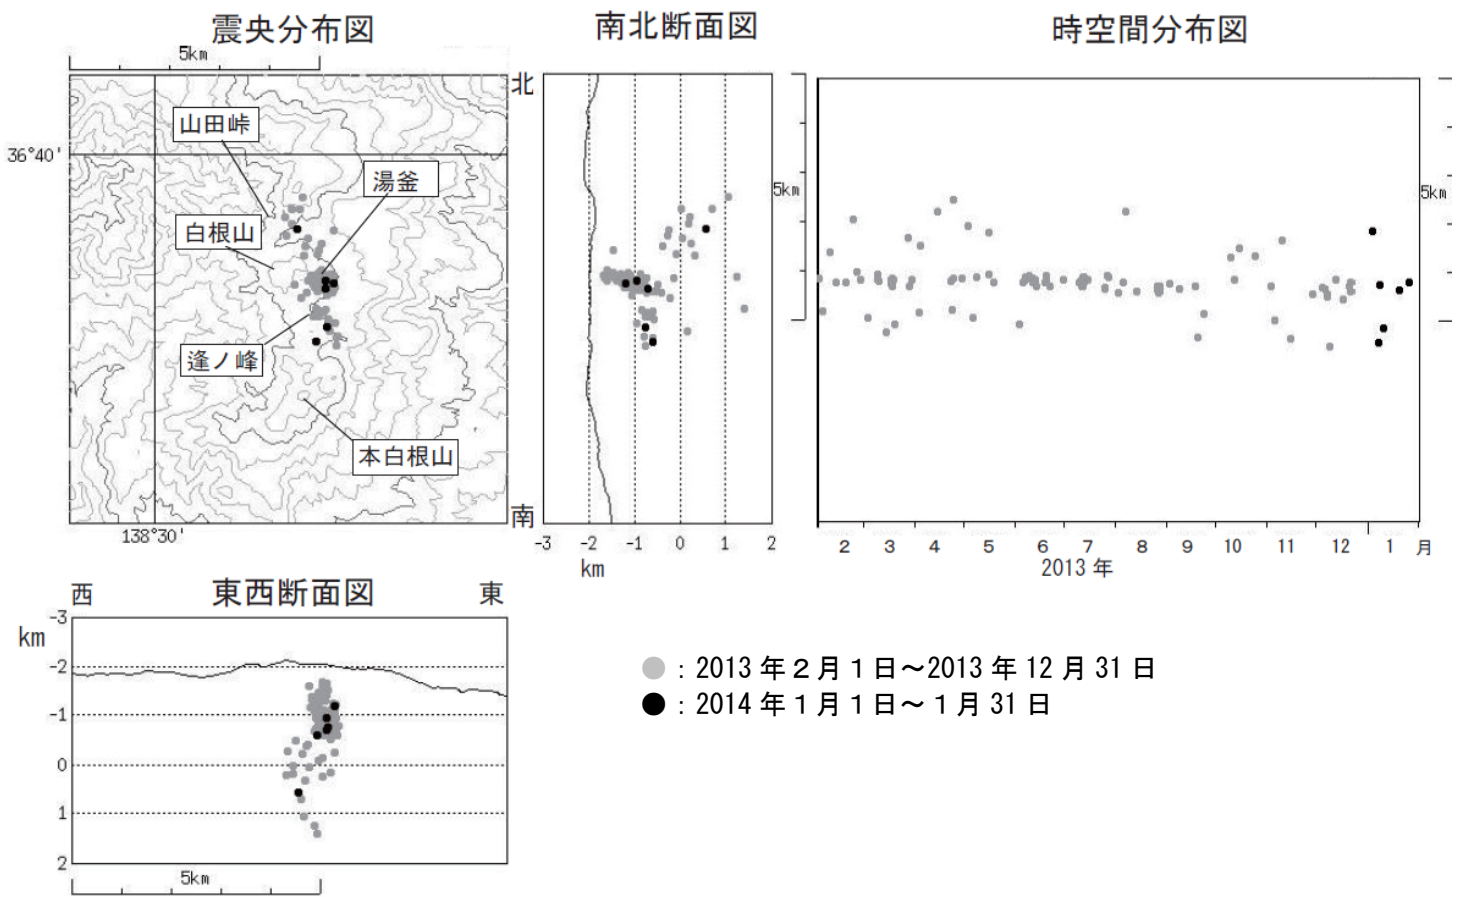 震央分布図
南北断面図
時空間分布図
5km
北
山田峠
36°40'
湯釜
5km
5km
白根山
逢ノ峰
本白根山
南
138°30'
-3 -2 -1 0 1 2
km
2 3 4 5 6 7 8 9 10 11 12 1 月
2013 年
西
東西断面図
東
-3
km
-2
-1
0
1
2
5km
：2013 年 2 月 1 日～2013 年 12 月 31 日
：2014 年 1 月 1 日～ 1 月 31 日